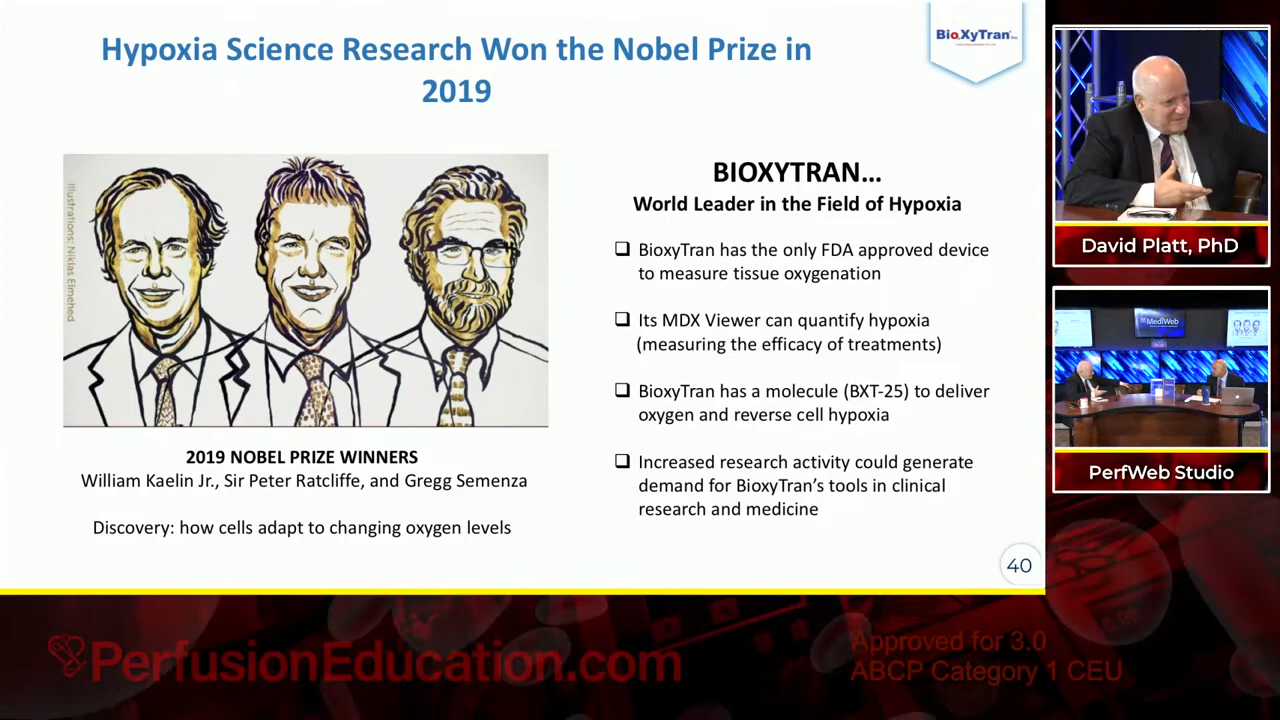 Hypoxia Science Research Won the Nobel Prize in
2019
BioXyTran
Illustrations: Niklas Elmehed
2019 NOBEL PRIZE WINNERS
William Kaelin Jr., Sir Peter Ratcliffe, and Gregg Semenza
Discovery: how cells adapt to changing oxygen levels
BIOXYTRAN...
World Leader in the Field of Hypoxia
❑ BioxyTran has the only FDA approved device
to measure tissue oxygenation
❑ Its MDX Viewer can quantify hypoxia
(measuring the efficacy of treatments)
❑ BioxyTran has a molecule (BXT-25) to deliver
oxygen and reverse cell hypoxia
❑ Increased research activity could generate
demand for BioxyTran's tools in clinical
research and medicine
40
David Platt, PhD
MediWeb
PerfWeb Studio
PerfusionEducation.com
Approved for 3.0
ABCP Category 1 CEU
0.00